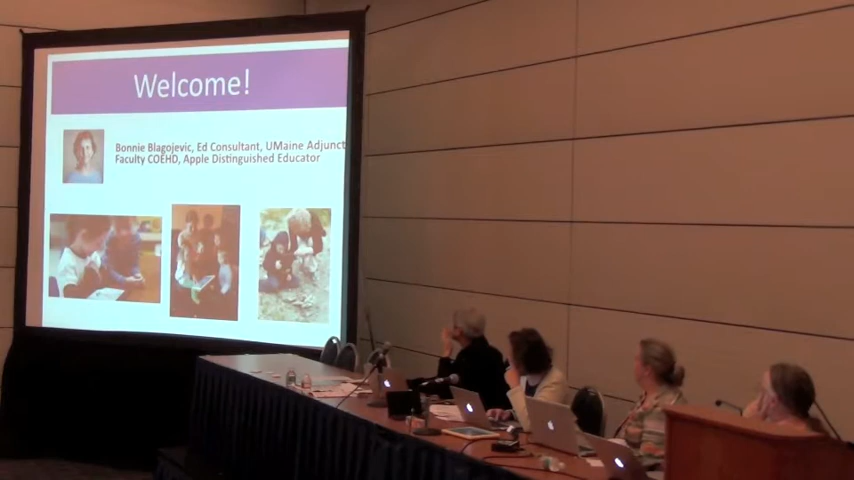 Welcome!
Bonnie Blagojevic, Ed Consultant, UMaine Adjunct
Faculty COEHD, Apple Distinguished Educator